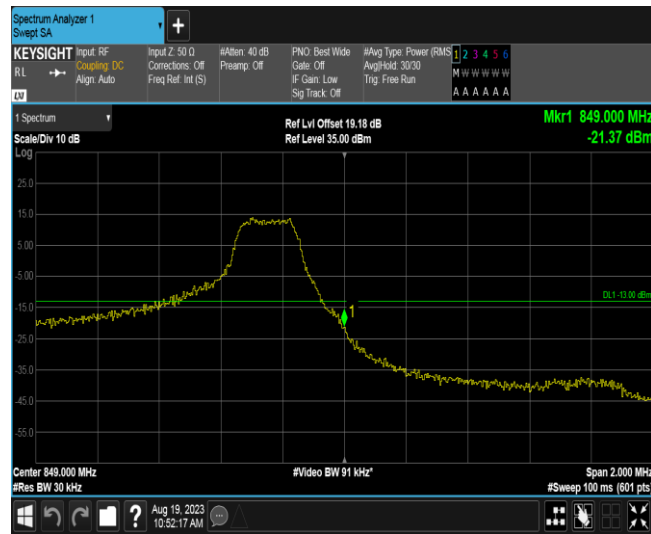 Spectrum Analyzer 1
Swept SA
+
KEYSIGHT
RL
LXI
Input: RF
Coupling: DC
Align: Auto
Input Z: 50 Ω
Corrections: Off
Freq Ref: Int (S)
#Atten: 40 dB
Preamp: Off
PNO: Best Wide
Gate: Off
IF Gain: Low
Sig Track: Off
#Avg Type: Power (RMS
Avg|Hold: 30/30
Trig: Free Run
1 2 3 4 5 6
M W W W W W
A A A A A A
1 Spectrum
Scale/Div 10 dB
Log
Ref Lvl Offset 19.18 dB
Ref Level 35.00 dBm
Mkr1 849.000 MHz
-21.37 dBm
25.0
15.0
5.00
-5.00
-15.0
-25.0
-35.0
-45.0
-55.0
DL1 -13.00 dBm
1
Center 849.000 MHz
#Res BW 30 kHz
#Video BW 91 kHz*
Span 2.000 MHz
#Sweep 100 ms (601 pts
?
Aug 19, 2023
10:52:17 AM